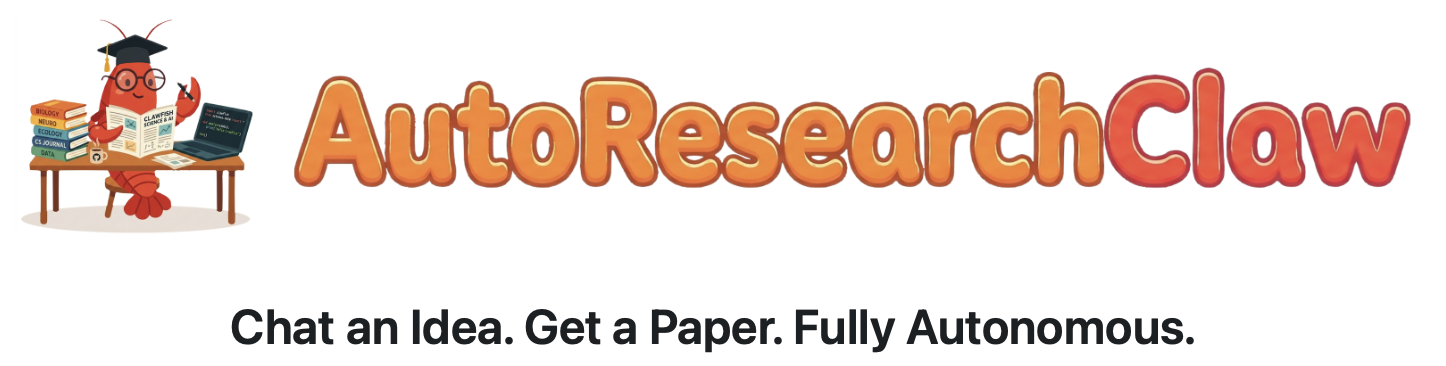 AutoResearchClaw
BIOLOGY
NEURO
ECOLOGY
CS JOURNAL
DATA
CLAWFISH
SCIENCE & AI
Chat an Idea. Get a Paper. Fully Autonomous.